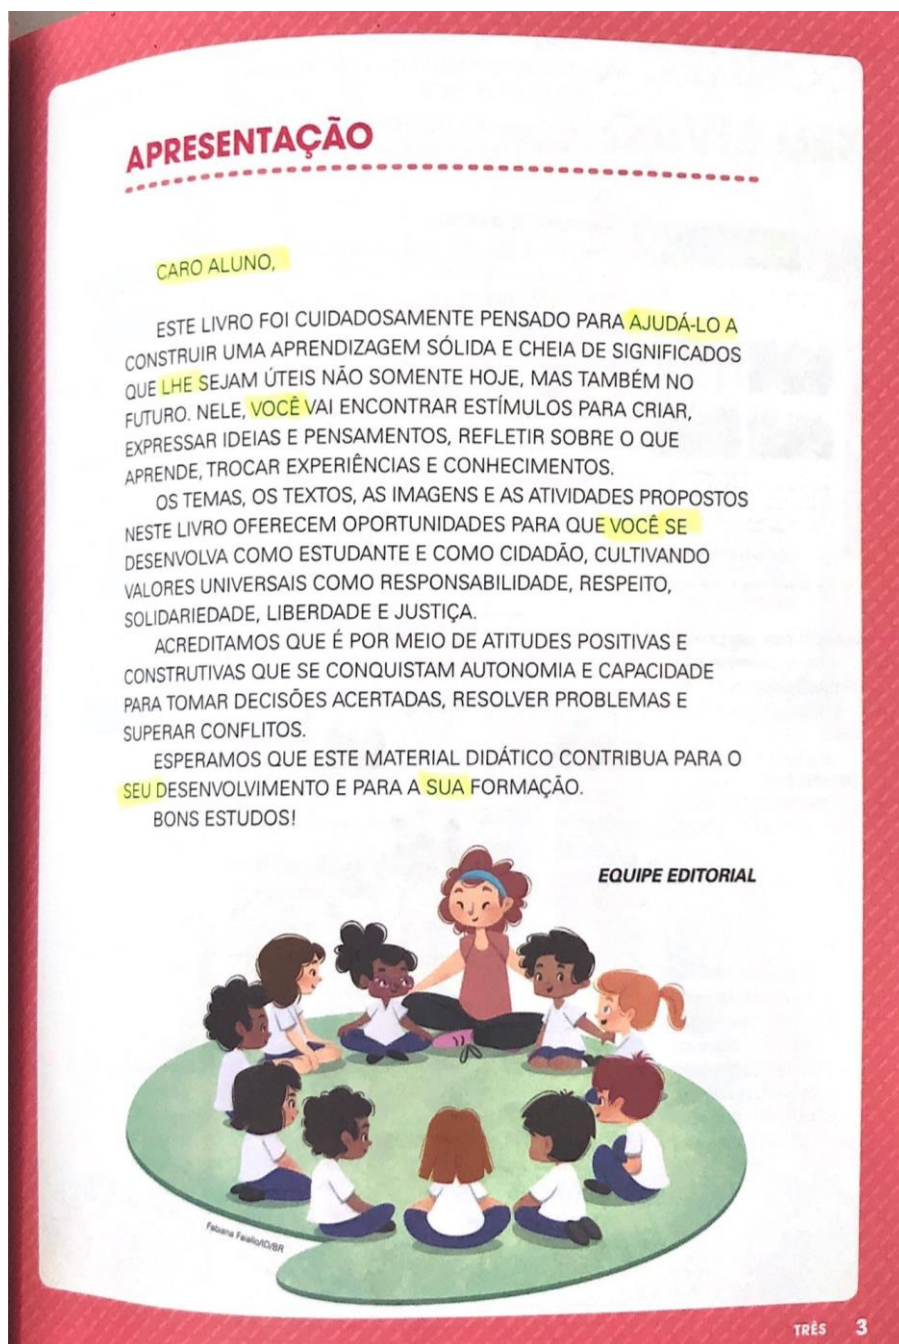 APRESENTAÇÃO
CARO ALUNO,
ESTE LIVRO FOI CUIDADOSAMENTE PENSADO PARA AJUDÁ-LO A
CONSTRUIR UMA APRENDIZAGEM SÓLIDA E CHEIA DE SIGNIFICADOS
QUE LHE SEJAM ÚTEIS NÃO SOMENTE HOJE, MAS TAMBÉM NO
FUTURO. NELE, VOCÊ VAI ENCONTRAR ESTÍMULOS PARA CRIAR,
EXPRESSAR IDEIAS E PENSAMENTOS, REFLETIR SOBRE O QUE
APRENDE, TROCAR EXPERIÊNCIAS E CONHECIMENTOS.
OS TEMAS, OS TEXTOS, AS IMAGENS E AS ATIVIDADES PROPOSTOS
NESTE LIVRO OFERECEM OPORTUNIDADES PARA QUE VOCÊ SE
DESENVOLVA COMO ESTUDANTE E COMO CIDADÃO, CULTIVANDO
VALORES UNIVERSAIS COMO RESPONSABILIDADE, RESPEITO,
SOLIDARIEDADE, LIBERDADE E JUSTIÇA.
ACREDITAMOS QUE É POR MEIO DE ATITUDES POSITIVAS E
CONSTRUTIVAS QUE SE CONQUISTAM AUTONOMIA E CAPACIDADE
PARA TOMAR DECISÕES ACERTADAS, RESOLVER PROBLEMAS E
SUPERAR CONFLITOS.
ESPERAMOS QUE ESTE MATERIAL DIDÁTICO CONTRIBUA PARA O
SEU DESENVOLVIMENTO E PARA A SUA FORMAÇÃO.
BONS ESTUDOS!
EQUIPE EDITORIAL
Fabiana Faiallo/ID/BR
TRÊS 3